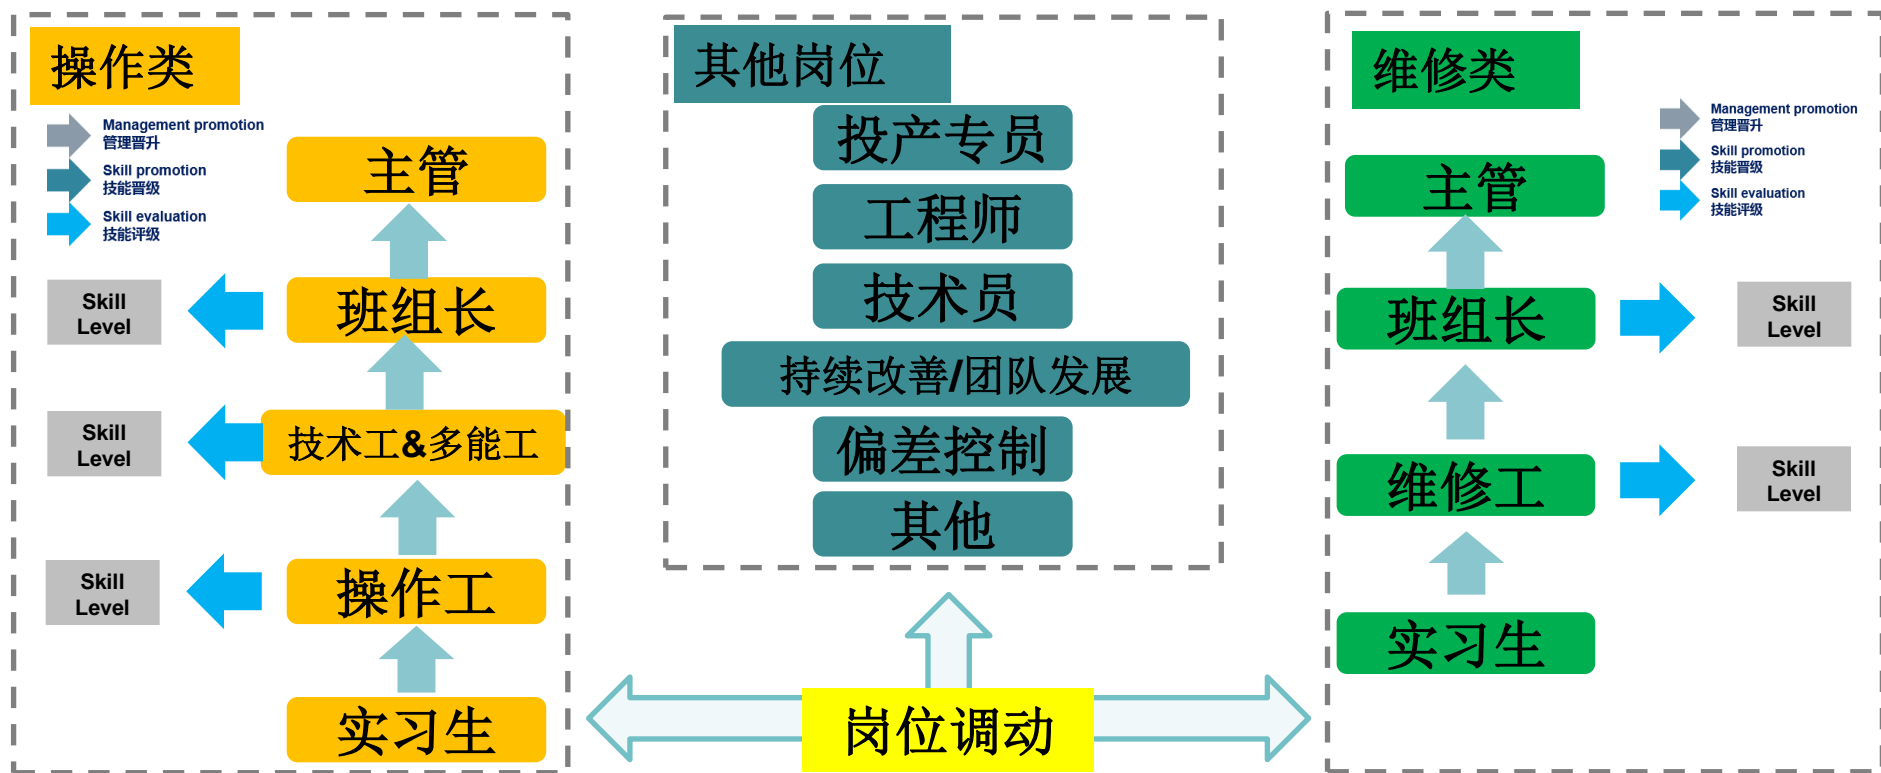 操作类
Management promotion
管理晋升
Skill promotion
技能晋级
Skill evaluation
技能评级
主管
班组长
Skill
Level
技术工&多能工
Skill
Level
操作工
Skill
Level
实习生
其他岗位
投产专员
工程师
技术员
持续改善/团队发展
偏差控制
其他
岗位调动
维修类
Management promotion
管理晋升
Skill promotion
技能晋级
Skill evaluation
技能评级
主管
班组长
Skill
Level
维修工
Skill
Level
实习生